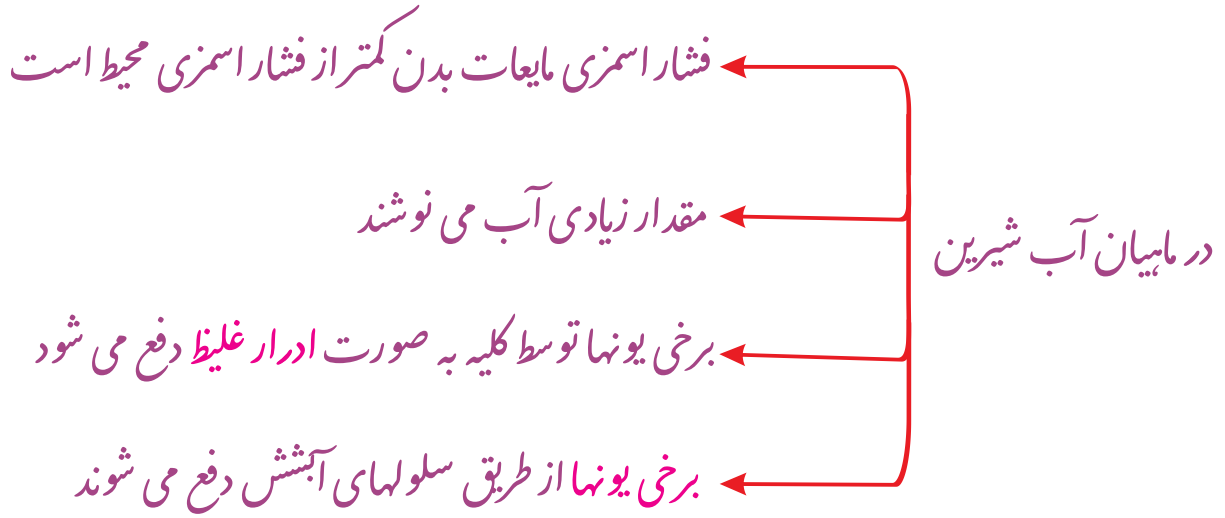 در ماهیان آب شیرین
فشار اسمزی مایعات بدن کمتر از فشار اسمزی محیط است
مقدار زیادی آب می نوشند
برخی یونها توسط کلیه به صورت ادرار غلیظ دفع می شود
برخی یونها از طریق سلولهای آبشش دفع می شوند